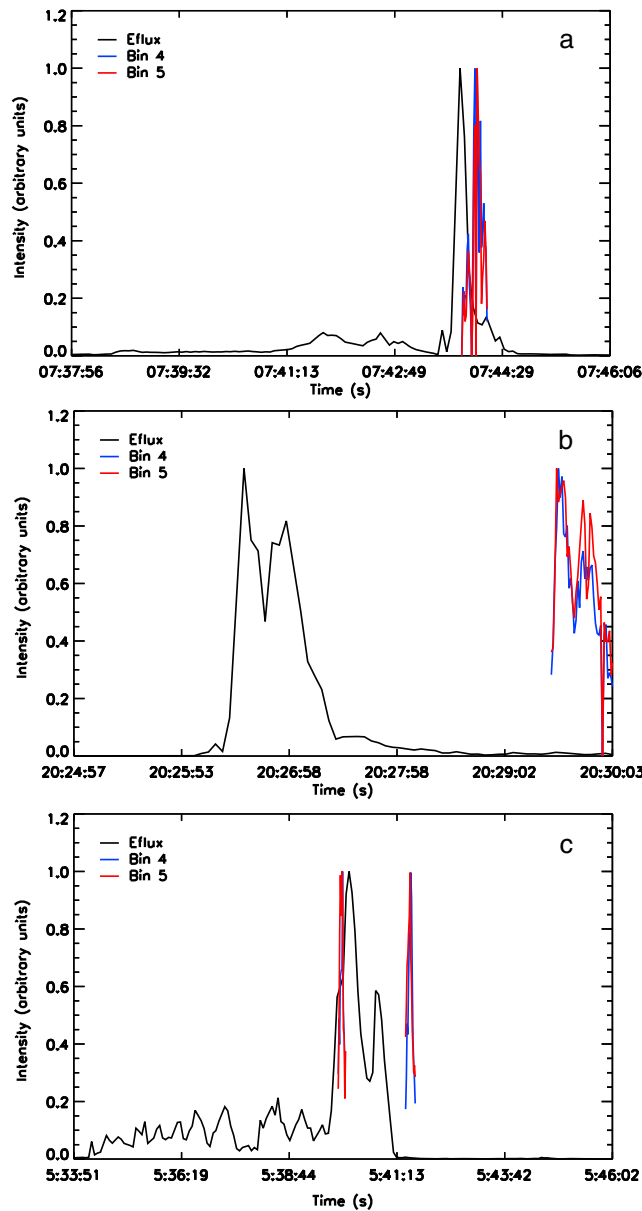 a
Eflux
Bin 4
Bin 5
1.2
1.0
0.8
0.6
0.4
0.2
0.0
Intensity (arbitrary units)
07:37:56 07:39:32 07:41:13 07:42:49 07:44:29 07:46:06
Time (s)
b
Eflux
Bin 4
Bin 5
1.2
1.0
0.8
0.6
0.4
0.2
0.0
Intensity (arbitrary units)
20:24:57 20:25:53 20:26:58 20:27:58 20:29:02 20:30:03
Time (s)
c
Eflux
Bin 4
Bin 5
1.2
1.0
0.8
0.6
0.4
0.2
0.0
Intensity (arbitrary units)
5:33:51 5:36:19 5:38:44 5:41:13 5:43:42 5:46:02
Time (s)